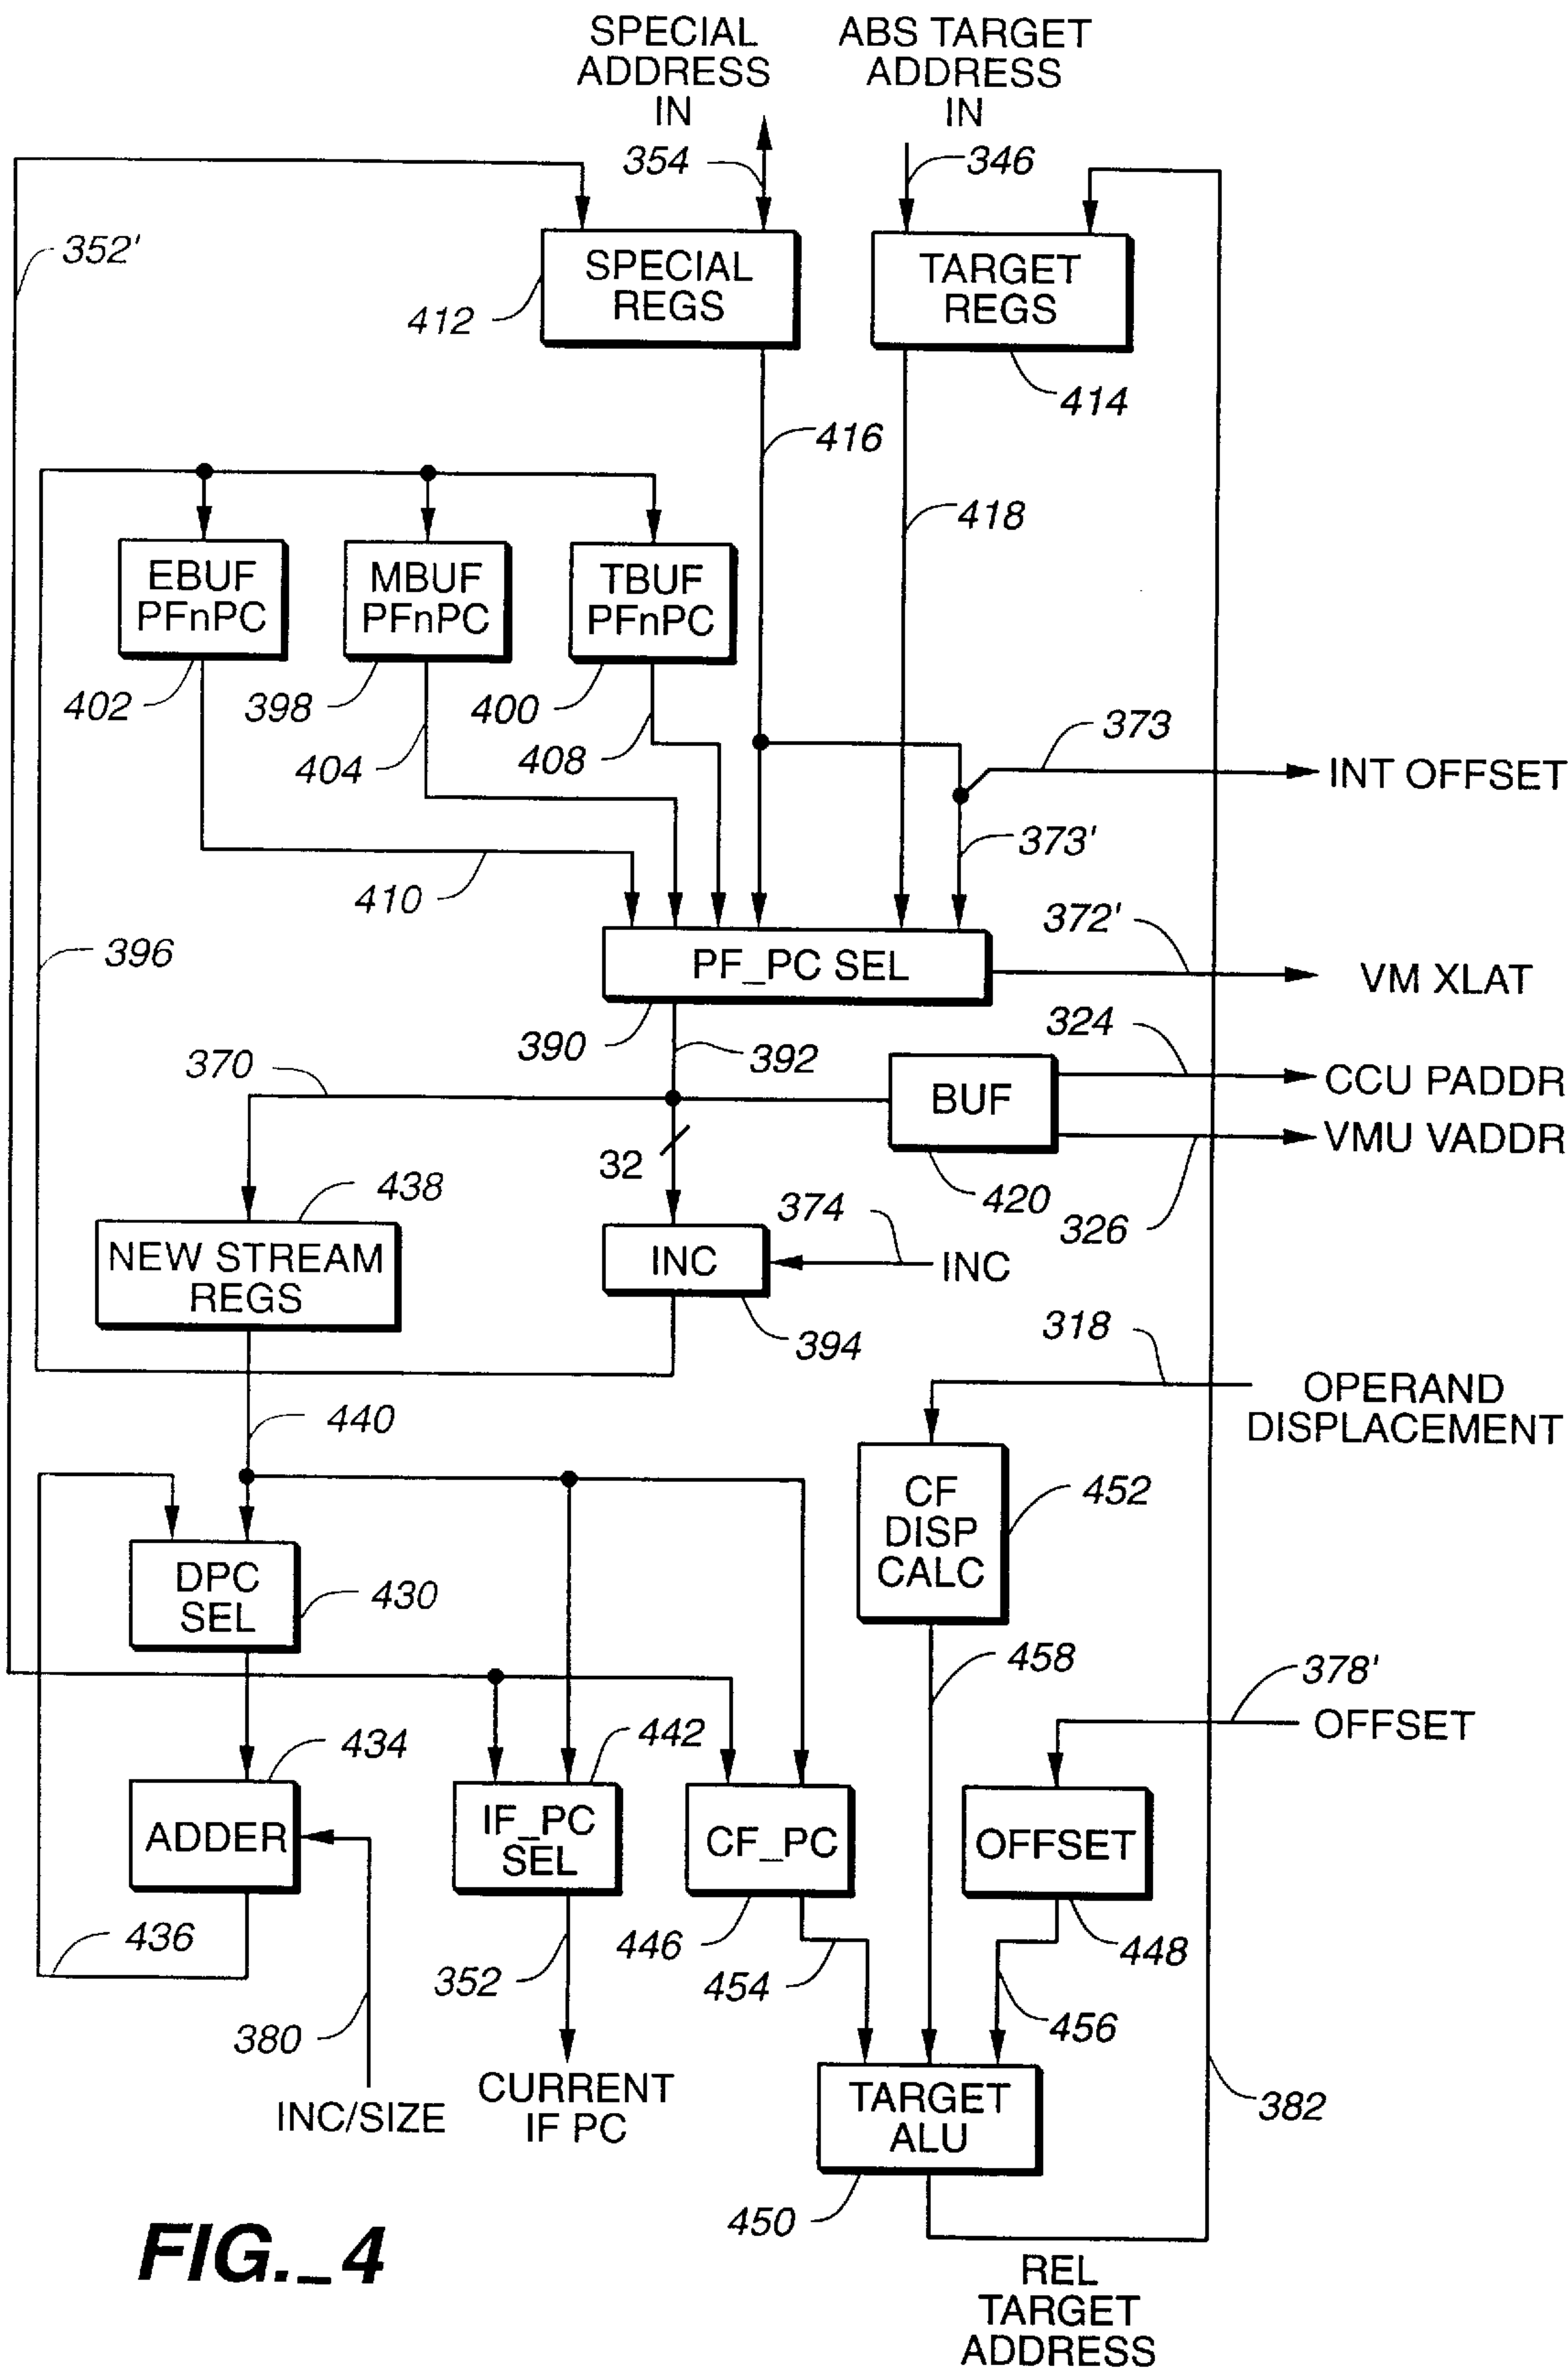 SPECIAL
ADDRESS
IN
ABS TARGET
ADDRESS
IN
354
346
352'
SPECIAL
REGS
TARGET
REGS
412
414
416
418
EBUF
PFnPC
MBUF
PFnPC
TBUF
PFnPC
402
398
400
404
408
373
INT OFFSET
373'
410
396
PF_PC SEL
372'
VM XLAT
390
392
324
370
BUF
CCU PADDR
VMU VADDR
32
438
374
420
326
NEW STREAM
REGS
INC
INC
394
318
OPERAND
DISPLACEMENT
440
CF
DISP
CALC
452
DPC
SEL
430
458
378'
OFFSET
434
442
ADDER
IF_PC
SEL
CF_PC
OFFSET
436
446
448
352
454
456
380
INC/SIZE
CURRENT
IF PC
TARGET
ALU
382
450
FIG._4
REL
TARGET
ADDRESS